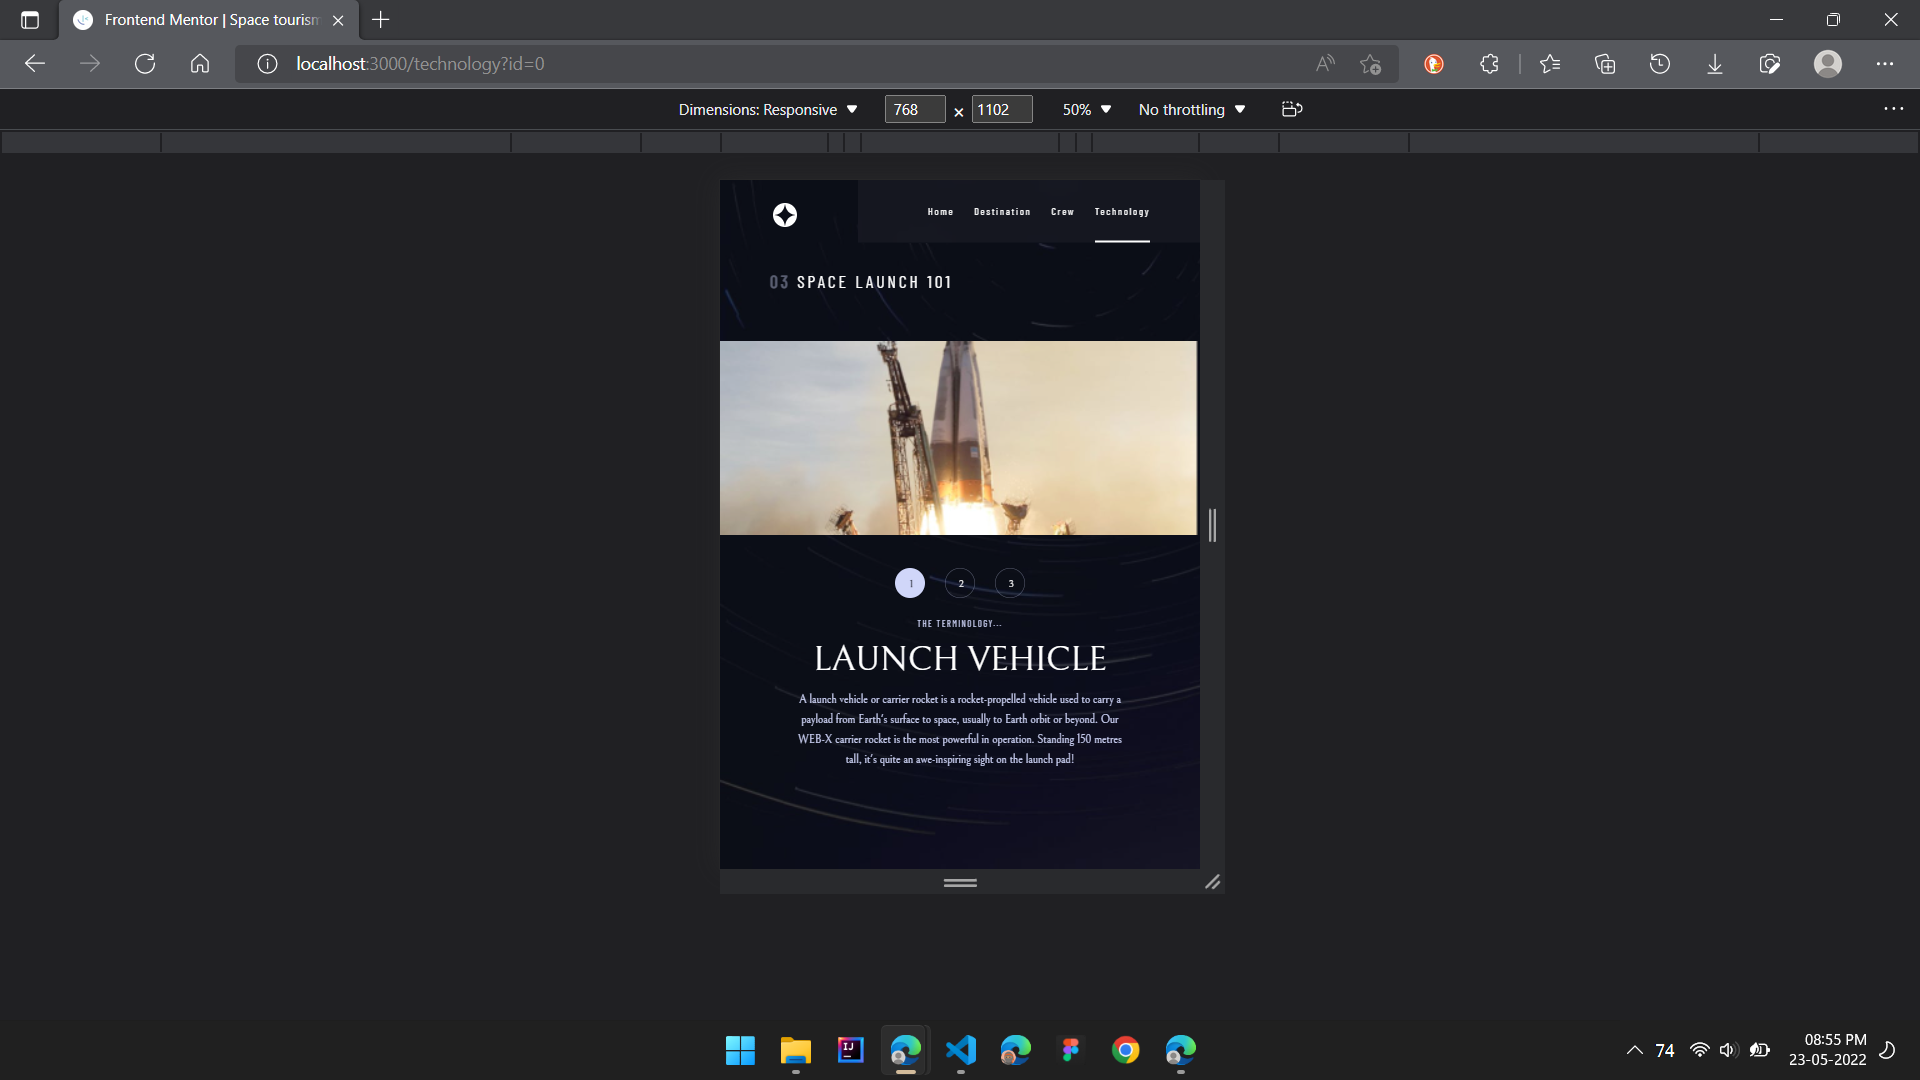 Frontend Mentor | Space tourism
localhost:3000/technology?id=0
Dimensions: Responsive 768 × 1102 50% No throttling
Home Destination Crew Technology
03 SPACE LAUNCH 101
1 2 3
THE TERMINOLOGY...
LAUNCH VEHICLE
A launch vehicle or carrier rocket is a rocket-propelled vehicle used to carry a
payload from Earth's surface to space, usually to Earth orbit or beyond. Our
WEB-X carrier rocket is the most powerful in operation. Standing 150 metres
tall, it's quite an awe-inspiring sight on the launch pad!
74
08:55 PM
23-05-2022